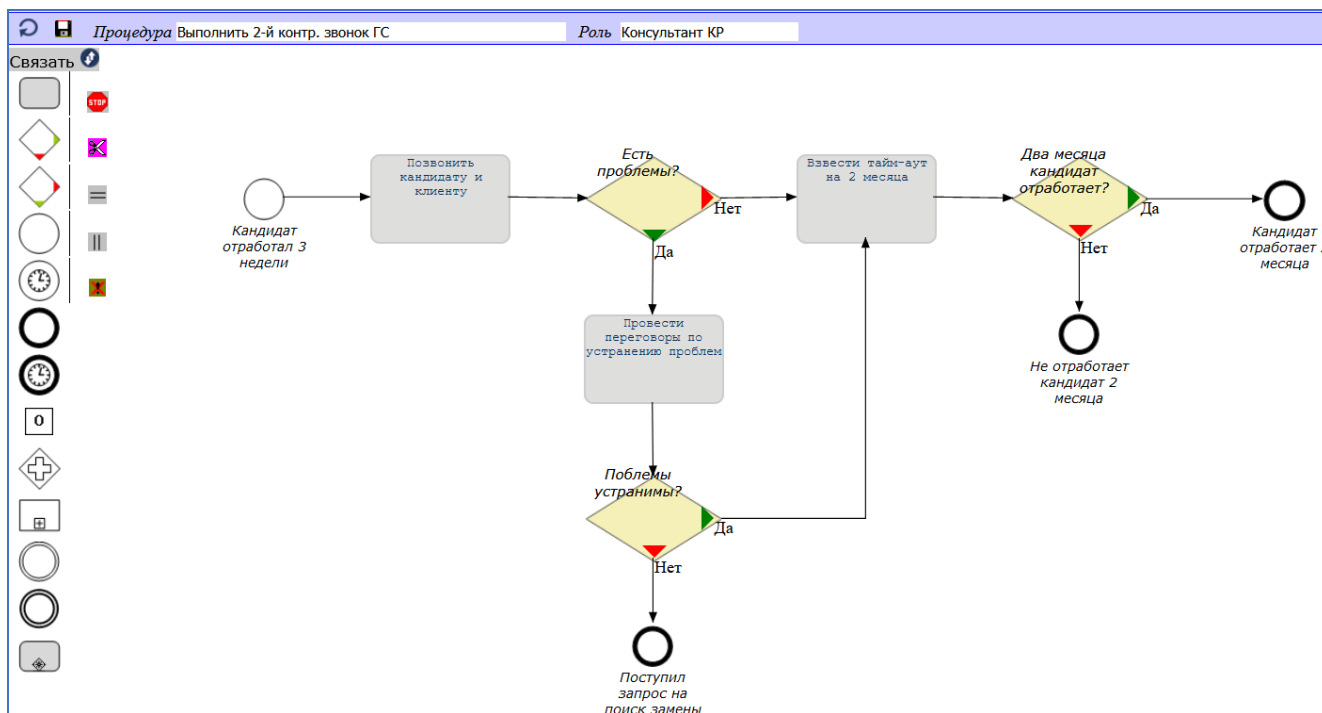 Процедура Выполнить 2-й контр. звонок ГС Роль Консультант КР
Связать
STOP
O
Кандидат
отработал 3
недели
Позвонить
кандидату и
клиенту
Есть
проблемы?
Нет
Да
Взвести тайм-аут
на 2 месяца
Два месяца
кандидат
отработает?
Да
Нет
Кандидат
отработает
месяца
Не отработает
кандидат 2
месяца
Провести
переговоры по
устранению проблем
Поблемы
устранимы?
Да
Нет
Поступил
запрос на
поиск замены